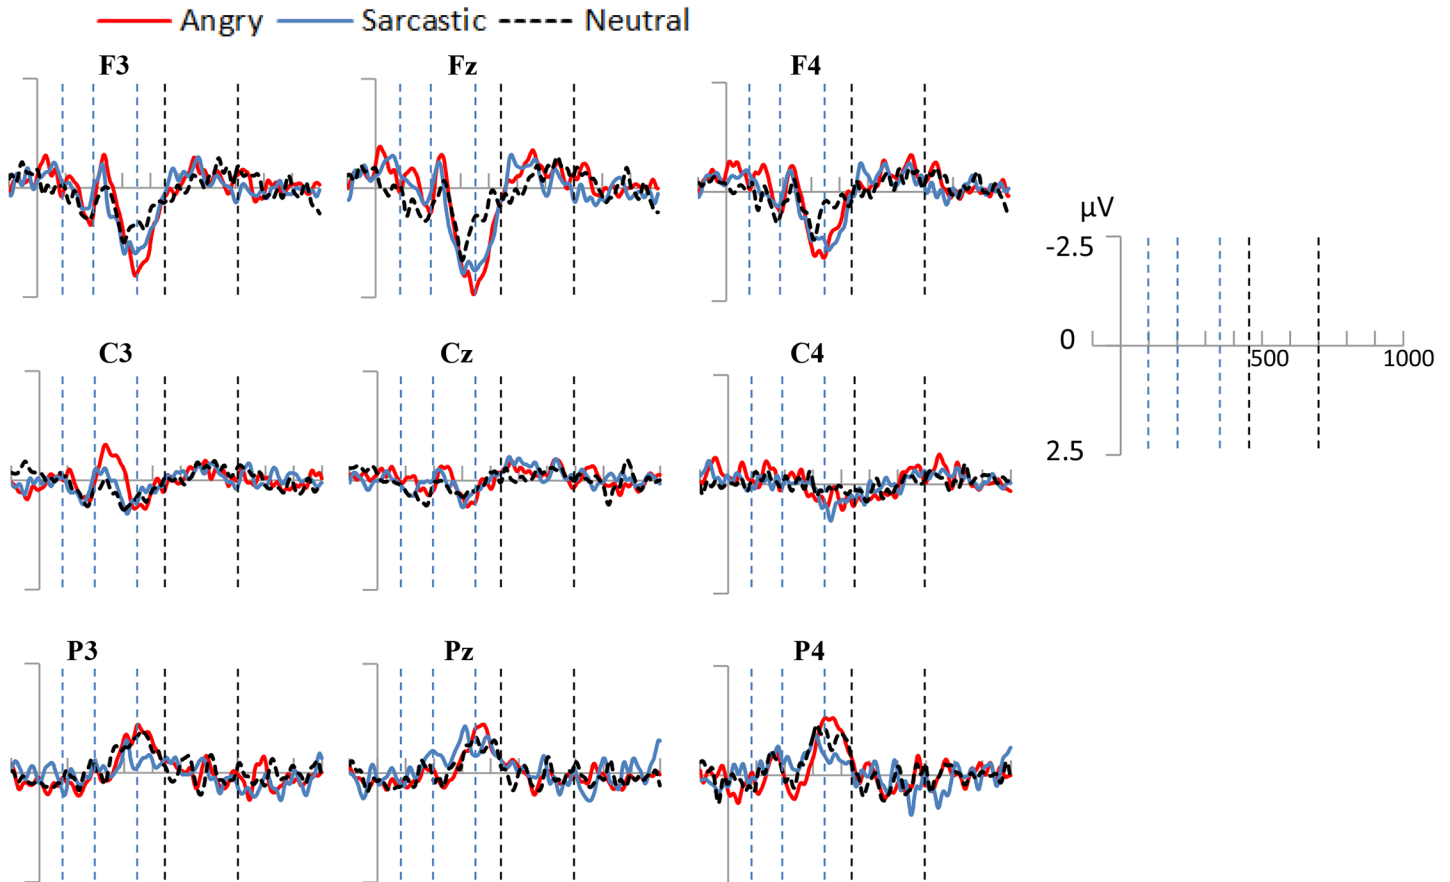 Angry Sarcastic Neutral
F3 Fz F4
C3 Cz C4
P3 Pz P4
µV
-2.5
0
500 1000
2.5